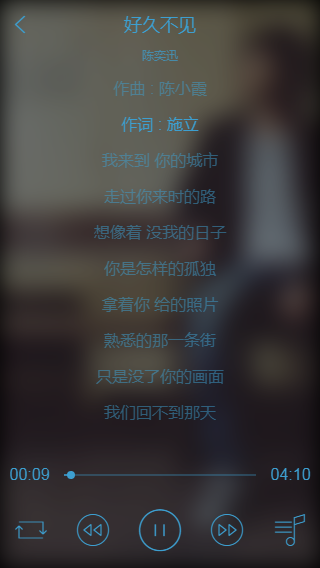 好久不见
陈奕迅
作曲 : 陈小霞
作词 : 施立
我来到 你的城市
走过你来时的路
想像着 没我的日子
你是怎样的孤独
拿着你 给的照片
熟悉的那一条街
只是没了你的画面
我们回不到那天
00:09
04:10